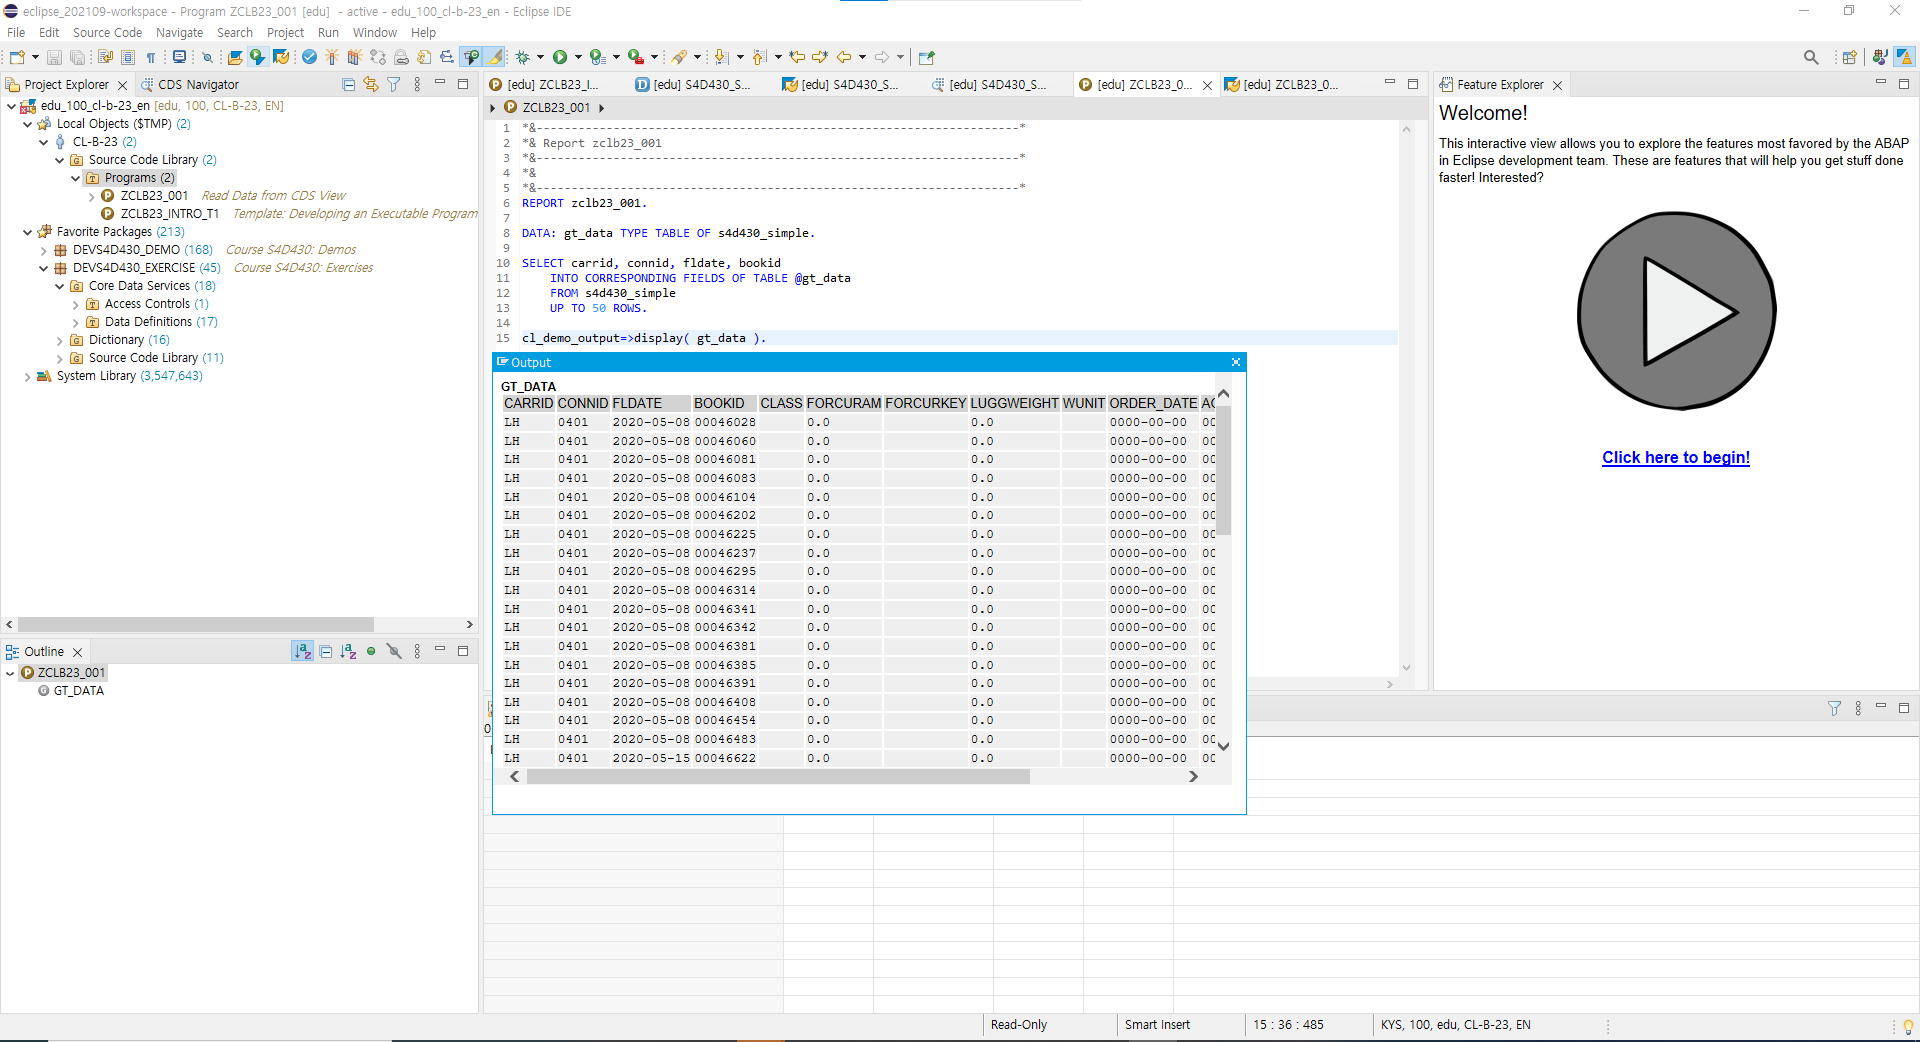 eclipse_202109-workspace - Program ZCLB23_001 [edu]  - active - edu_100_cl-b-23_en - Eclipse IDE
File Edit Source Code Navigate Search Project Run Window Help
Project Explorer CDS Navigator
edu_100_cl-b-23_en [edu, 100, CL-B-23, EN]
Local Objects ($TMP) (2)
CL-B-23 (2)
Source Code Library (2)
Programs (2)
ZCLB23_001 Read Data from CDS View
ZCLB23_INTRO_T1 Template: Developing an Executable Program
Favorite Packages (213)
DEVS4D430_DEMO (168) Course S4D430: Demos
DEVS4D430_EXERCISE (45) Course S4D430: Exercises
Core Data Services (18)
Access Controls (1)
Data Definitions (17)
Dictionary (16)
Source Code Library (11)
System Library (3,547,643)
Outline
ZCLB23_001
GT_DATA
[edu] ZCLB23_I... [edu] S4D430_S... [edu] S4D430_S... [edu] S4D430_S... [edu] ZCLB23_0... [edu] ZCLB23_0...
ZCLB23_001
1 *&---------------------------------------------------------------------*
2 *& Report zclb23_001
3 *&---------------------------------------------------------------------*
4 *&
5 *&---------------------------------------------------------------------*
6 REPORT zclb23_001.
7
8 DATA: gt_data TYPE TABLE OF s4d430_simple.
9
10 SELECT carrid, connid, fldate, bookid
11 INTO CORRESPONDING FIELDS OF TABLE @gt_data
12 FROM s4d430_simple
13 UP TO 50 ROWS.
14
15 cl_demo_output=>display( gt_data ).
Output
GT_DATA
CARRID CONNID FLDATE BOOKID CLASS FORCURAM FORCURKEY LUGGWEIGHT WUNIT ORDER_DATE
LH 0401 2020-05-08 00046028 0.0 0.0 0000-00-00 00
LH 0401 2020-05-08 00046060 0.0 0.0 0000-00-00 00
LH 0401 2020-05-08 00046081 0.0 0.0 0000-00-00 00
LH 0401 2020-05-08 00046083 0.0 0.0 0000-00-00 00
LH 0401 2020-05-08 00046104 0.0 0.0 0000-00-00 00
LH 0401 2020-05-08 00046202 0.0 0.0 0000-00-00 00
LH 0401 2020-05-08 00046225 0.0 0.0 0000-00-00 00
LH 0401 2020-05-08 00046237 0.0 0.0 0000-00-00 00
LH 0401 2020-05-08 00046295 0.0 0.0 0000-00-00 00
LH 0401 2020-05-08 00046314 0.0 0.0 0000-00-00 00
LH 0401 2020-05-08 00046341 0.0 0.0 0000-00-00 00
LH 0401 2020-05-08 00046342 0.0 0.0 0000-00-00 00
LH 0401 2020-05-08 00046381 0.0 0.0 0000-00-00 00
LH 0401 2020-05-08 00046385 0.0 0.0 0000-00-00 00
LH 0401 2020-05-08 00046391 0.0 0.0 0000-00-00 00
LH 0401 2020-05-08 00046408 0.0 0.0 0000-00-00 00
LH 0401 2020-05-08 00046454 0.0 0.0 0000-00-00 00
LH 0401 2020-05-08 00046483 0.0 0.0 0000-00-00 00
LH 0401 2020-05-15 00046622 0.0 0.0 0000-00-00 00
Feature Explorer
Welcome!
This interactive view allows you to explore the features most favored by the ABAP
in Eclipse development team. These are features that will help you get stuff done
faster! Interested?
Click here to begin!
Read-Only Smart Insert 15 : 36 : 485 KYS, 100, edu, CL-B-23, EN